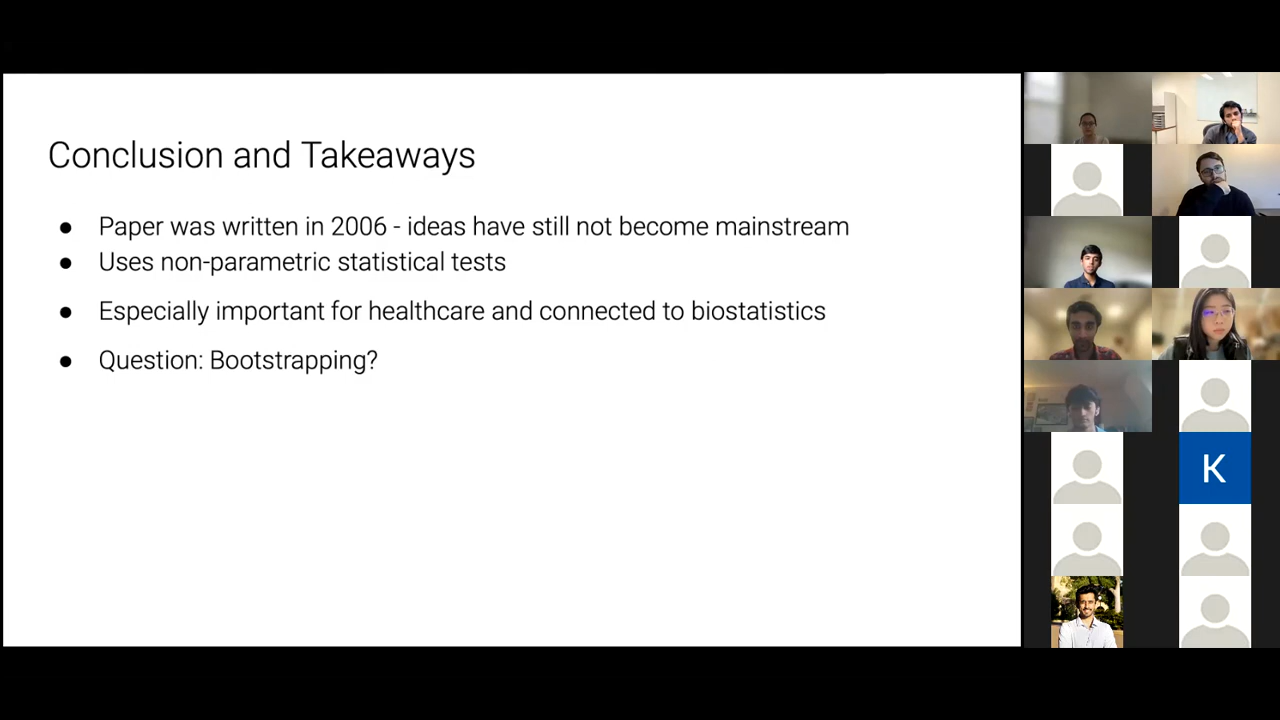 Conclusion and Takeaways
● Paper was written in 2006 - ideas have still not become mainstream
● Uses non-parametric statistical tests
● Especially important for healthcare and connected to biostatistics
● Question: Bootstrapping?
K